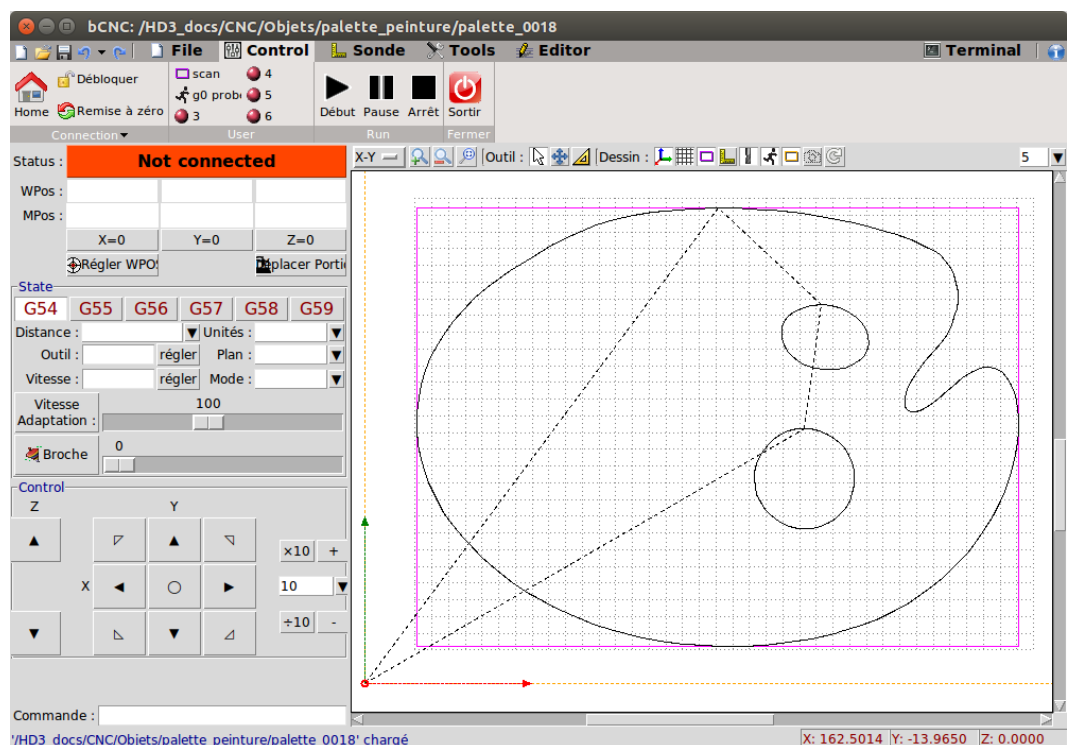 bCNC: /HD3_docs/CNC/Objets/palette_peinture/palette_0018
File Control Sonde Tools Editor Terminal
Débloquer scan 4
Home Remise à zéro g0 prob 5 Début Pause Arrêt Sortir
3 6
Connection User Run Fermer
Status : Not connected X-Y Outil : Dessin : 5
WPos :
MPos :
X=0 Y=0 Z=0
Régler WPO placer Porti
State
G54 G55 G56 G57 G58 G59
Distance : Unités :
Outil : régler Plan :
Vitesse : régler Mode :
Vitesse Adaptation : 100
Broche 0
Control
Z Y
×10 +
X 10
÷10 -
Commande :
'/HD3_docs/CNC/Objets/palette_peinture/palette_0018' chargé X: 162.5014 Y: -13.9650 Z: 0.0000